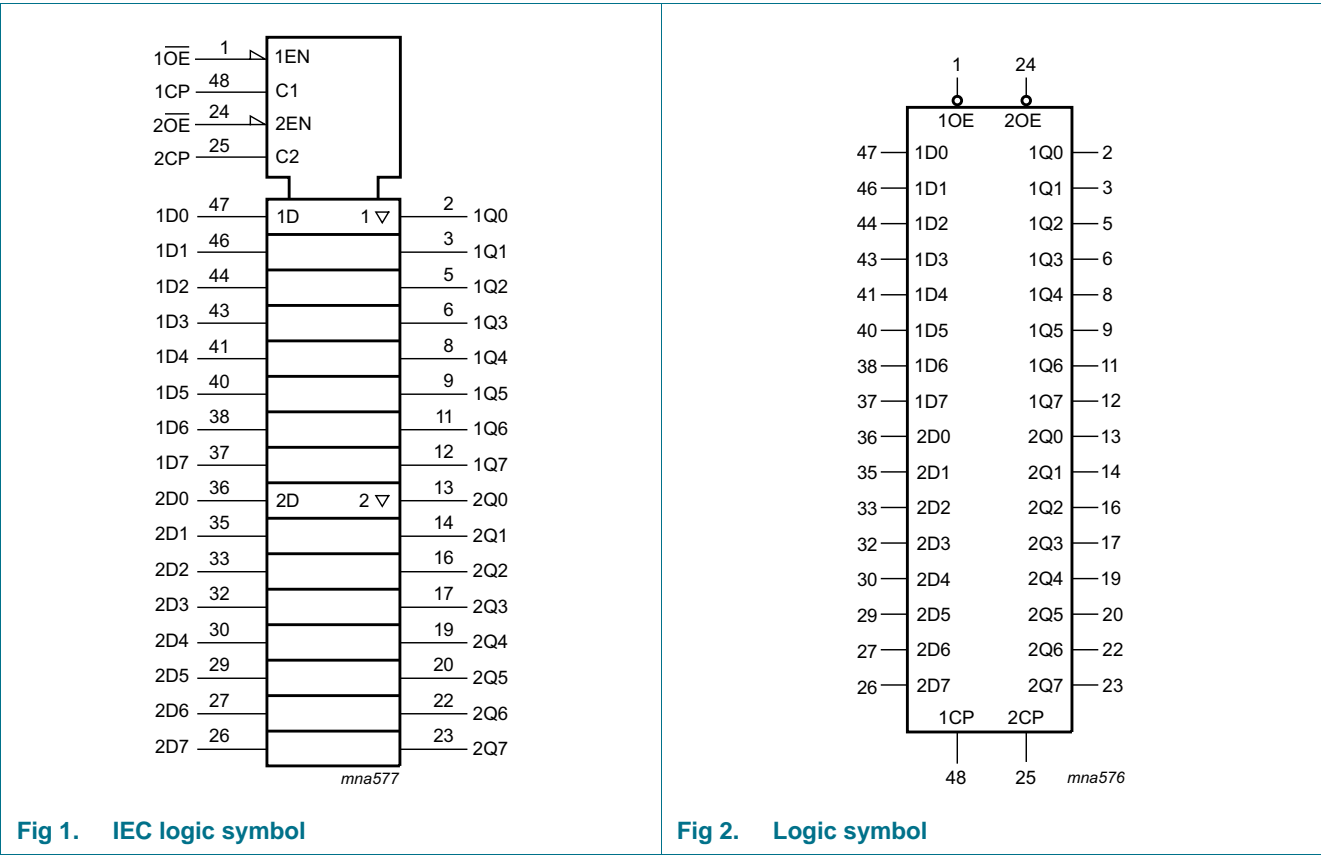 1O̅E̅ 1 1EN
1CP 48 C1
2O̅E̅ 24 2EN
2CP 25 C2
1D0 47 1D 1 ▽ 2 1Q0
1D1 46 3 1Q1
1D2 44 5 1Q2
1D3 43 6 1Q3
1D4 41 8 1Q4
1D5 40 9 1Q5
1D6 38 11 1Q6
1D7 37 12 1Q7
2D0 36 2D 2 ▽ 13 2Q0
2D1 35 14 2Q1
2D2 33 16 2Q2
2D3 32 17 2Q3
2D4 30 19 2Q4
2D5 29 20 2Q5
2D6 27 22 2Q6
2D7 26 23 2Q7
mna577
Fig 1. IEC logic symbol
1 24
1OE 2OE
47 1D0 1Q0 2
46 1D1 1Q1 3
44 1D2 1Q2 5
43 1D3 1Q3 6
41 1D4 1Q4 8
40 1D5 1Q5 9
38 1D6 1Q6 11
37 1D7 1Q7 12
36 2D0 2Q0 13
35 2D1 2Q1 14
33 2D2 2Q2 16
32 2D3 2Q3 17
30 2D4 2Q4 19
29 2D5 2Q5 20
27 2D6 2Q6 22
26 2D7 2Q7 23
1CP 2CP
48 25 mna576
Fig 2. Logic symbol